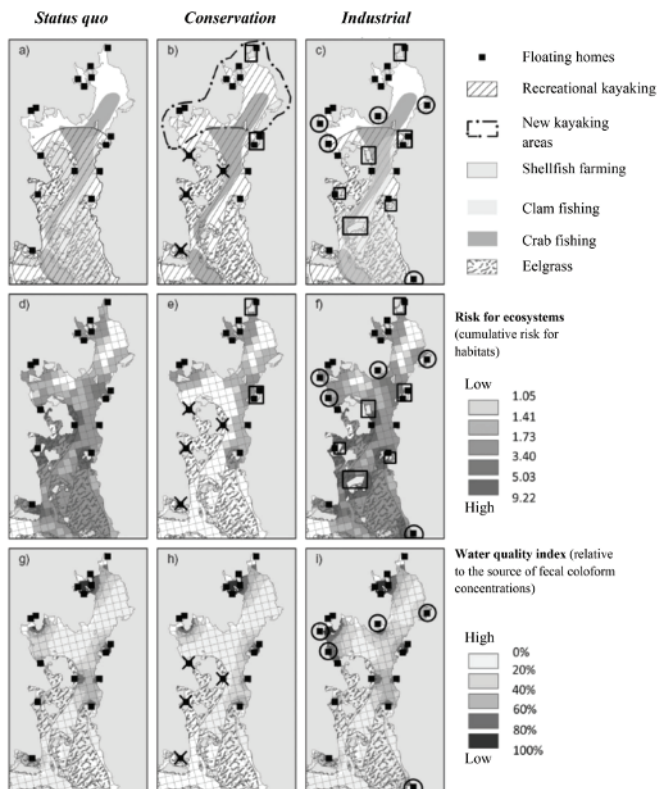 Status quo
Conservation
Industrial
a)
b)
c)
Floating homes
Recreational kayaking
New kayaking
areas
Shellfish farming
Clam fishing
Crab fishing
Eelgrass
d)
e)
f)
Risk for ecosystems
(cumulative risk for
habitats)
Low
1.05
1.41
1.73
3.40
5.03
9.22
High
g)
h)
i)
Water quality index (relative
to the source of fecal coloform
concentrations)
High
0%
20%
40%
60%
80%
100%
Low